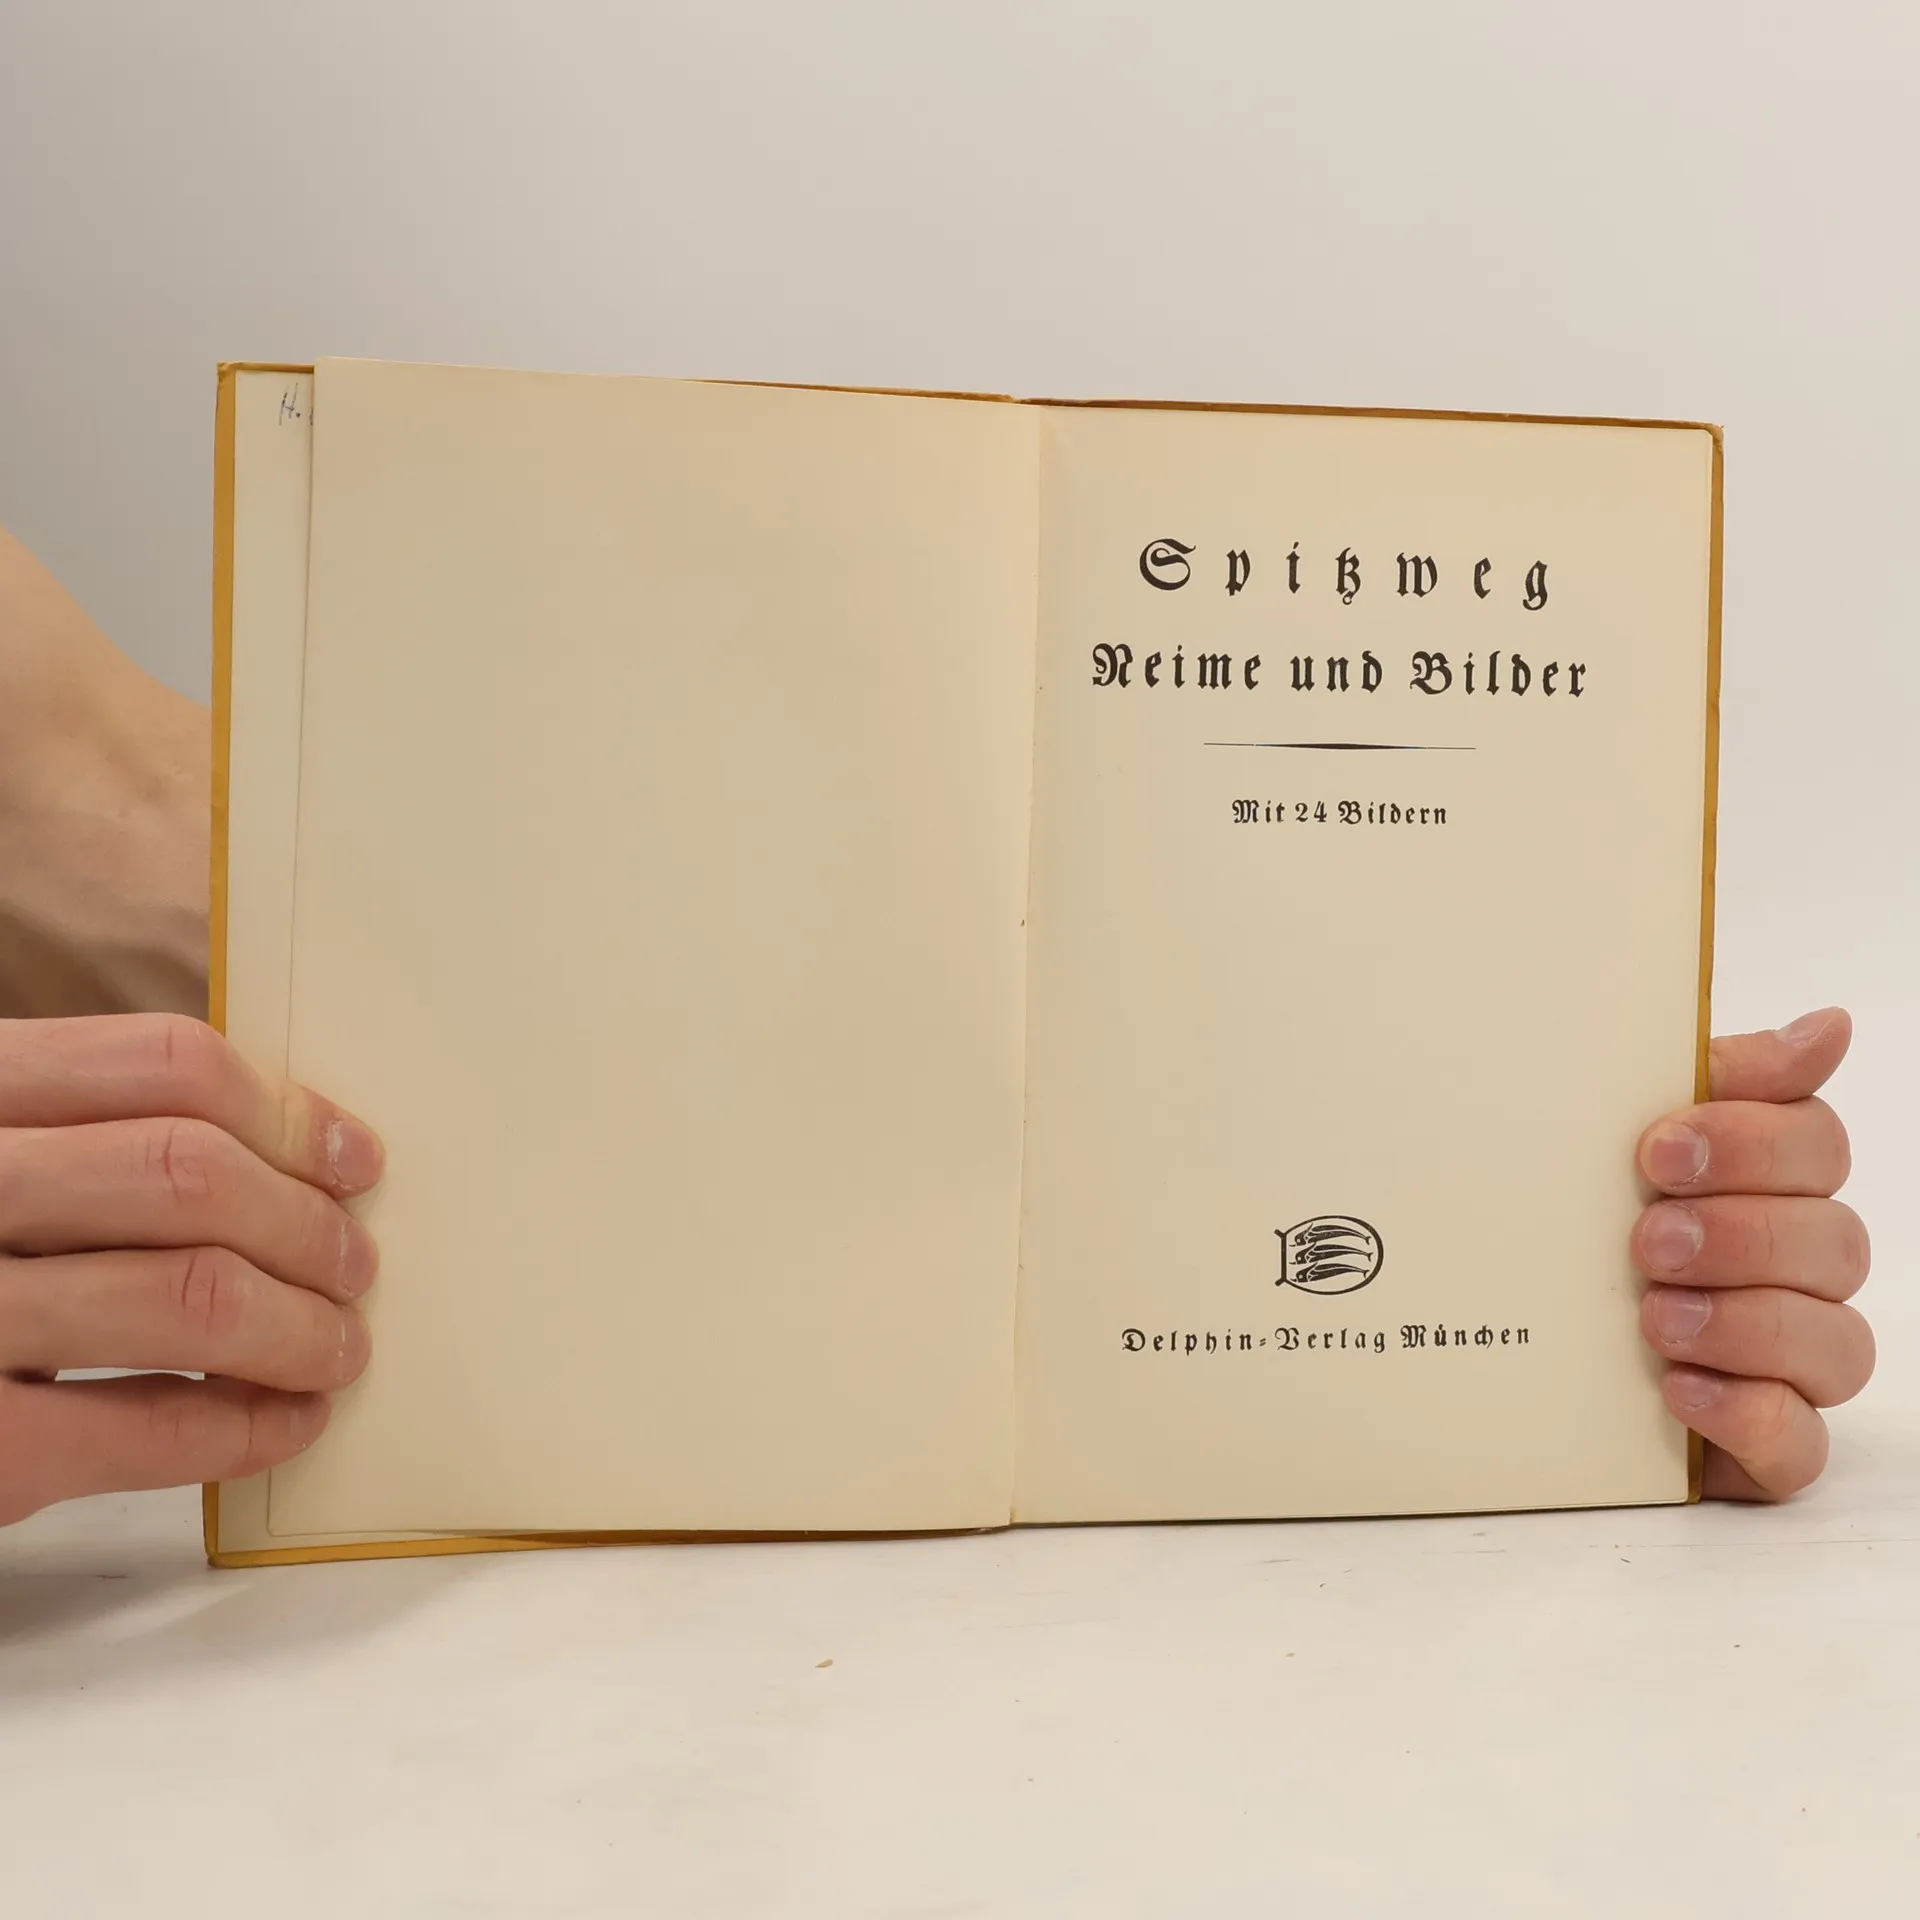 H.
Spitzweg
Reime und Bilder
Mit 24 Bildern
Delphin-Verlag München